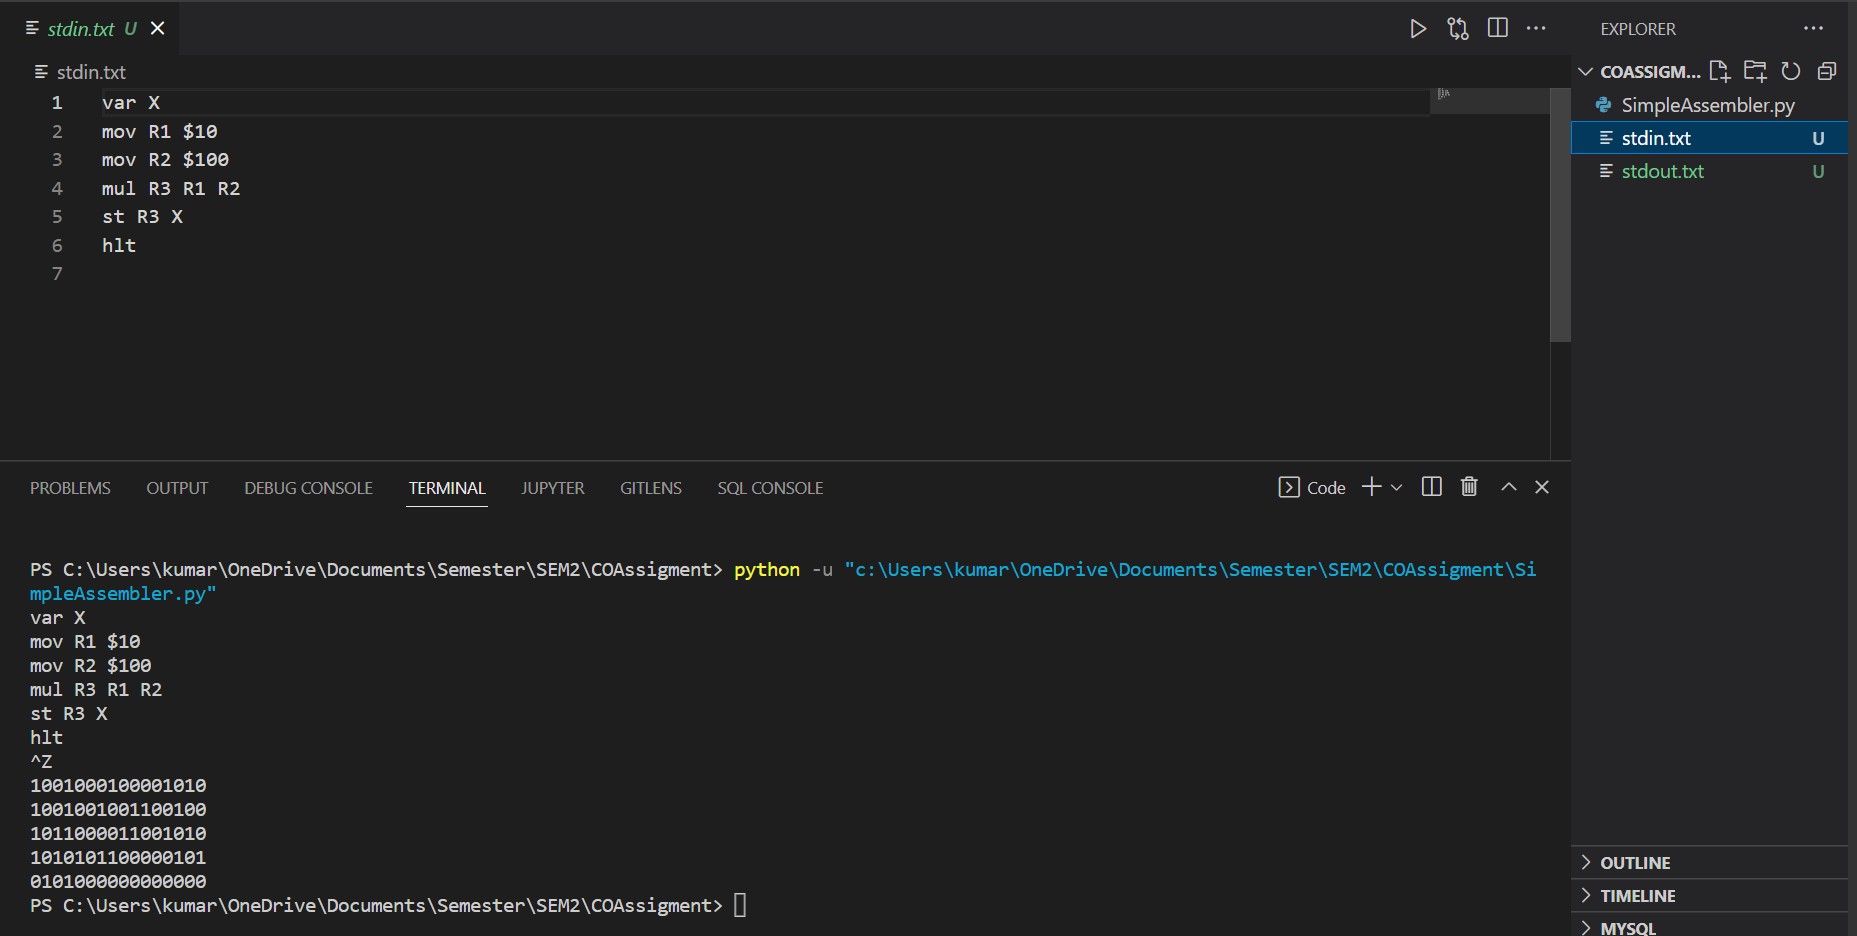 stdin.txt U
EXPLORER
stdin.txt
COASSIGM...
1 var X
2 mov R1 $10
3 mov R2 $100
4 mul R3 R1 R2
5 st R3 X
6 hlt
7
SimpleAssembler.py
stdin.txt U
stdout.txt U
PROBLEMS OUTPUT DEBUG CONSOLE TERMINAL JUPYTER GITLENS SQL CONSOLE
Code
PS C:\Users\kumar\OneDrive\Documents\Semester\SEM2\COAssigment> python -u "c:\Users\kumar\OneDrive\Documents\Semester\SEM2\COAssigment\Si
mpleAssembler.py"
var X
mov R1 $10
mov R2 $100
mul R3 R1 R2
st R3 X
hlt
^Z
1001000100001010
1001001001100100
1011000011001010
1010101100000101
0101000000000000
PS C:\Users\kumar\OneDrive\Documents\Semester\SEM2\COAssigment>
OUTLINE
TIMELINE
MYSQL